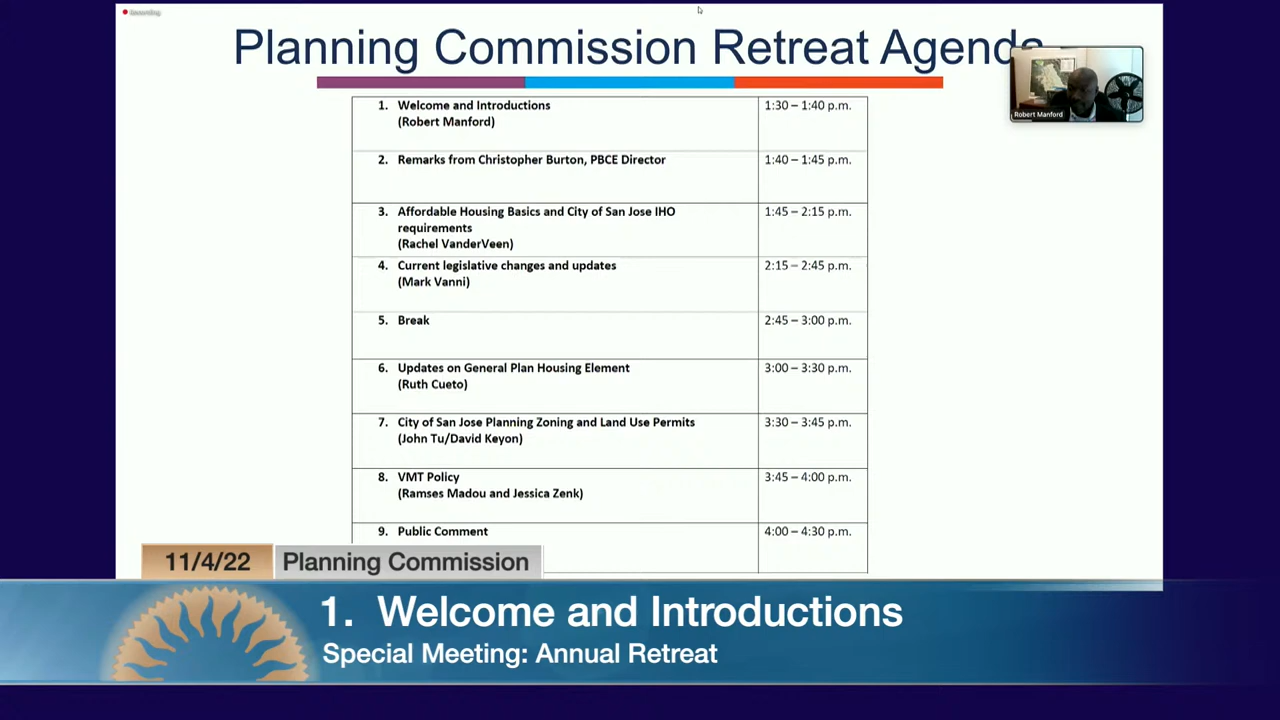 Recording
Planning Commission Retreat Agenda
Robert Manford
1. Welcome and Introductions 1:30 – 1:40 p.m.
(Robert Manford)
2. Remarks from Christopher Burton, PBCE Director 1:40 – 1:45 p.m.
3. Affordable Housing Basics and City of San Jose IHO 1:45 – 2:15 p.m.
requirements
(Rachel VanderVeen)
4. Current legislative changes and updates 2:15 – 2:45 p.m.
(Mark Vanni)
5. Break 2:45 – 3:00 p.m.
6. Updates on General Plan Housing Element 3:00 – 3:30 p.m.
(Ruth Cueto)
7. City of San Jose Planning Zoning and Land Use Permits 3:30 – 3:45 p.m.
(John Tu/David Keyon)
8. VMT Policy 3:45 – 4:00 p.m.
(Ramses Madou and Jessica Zenk)
9. Public Comment 4:00 – 4:30 p.m.
11/4/22 Planning Commission
1. Welcome and Introductions
Special Meeting: Annual Retreat